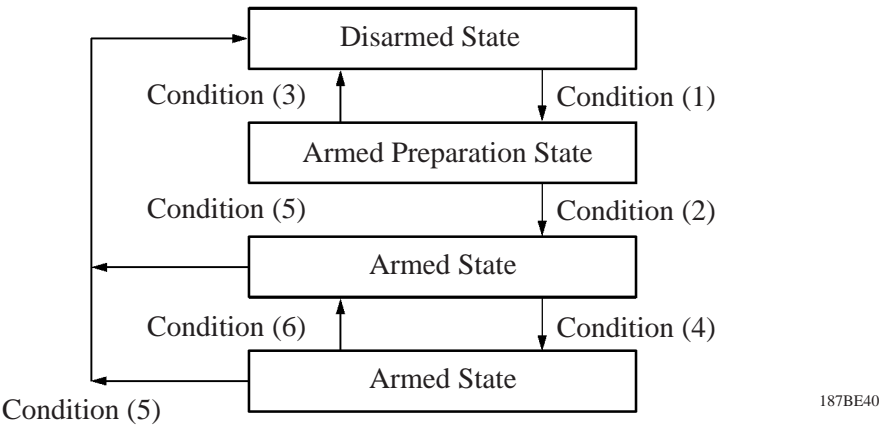 Disarmed State
Condition (3)
Condition (1)
Armed Preparation State
Condition (5)
Condition (2)
Armed State
Condition (6)
Condition (4)
Armed State
Condition (5)
187BE40